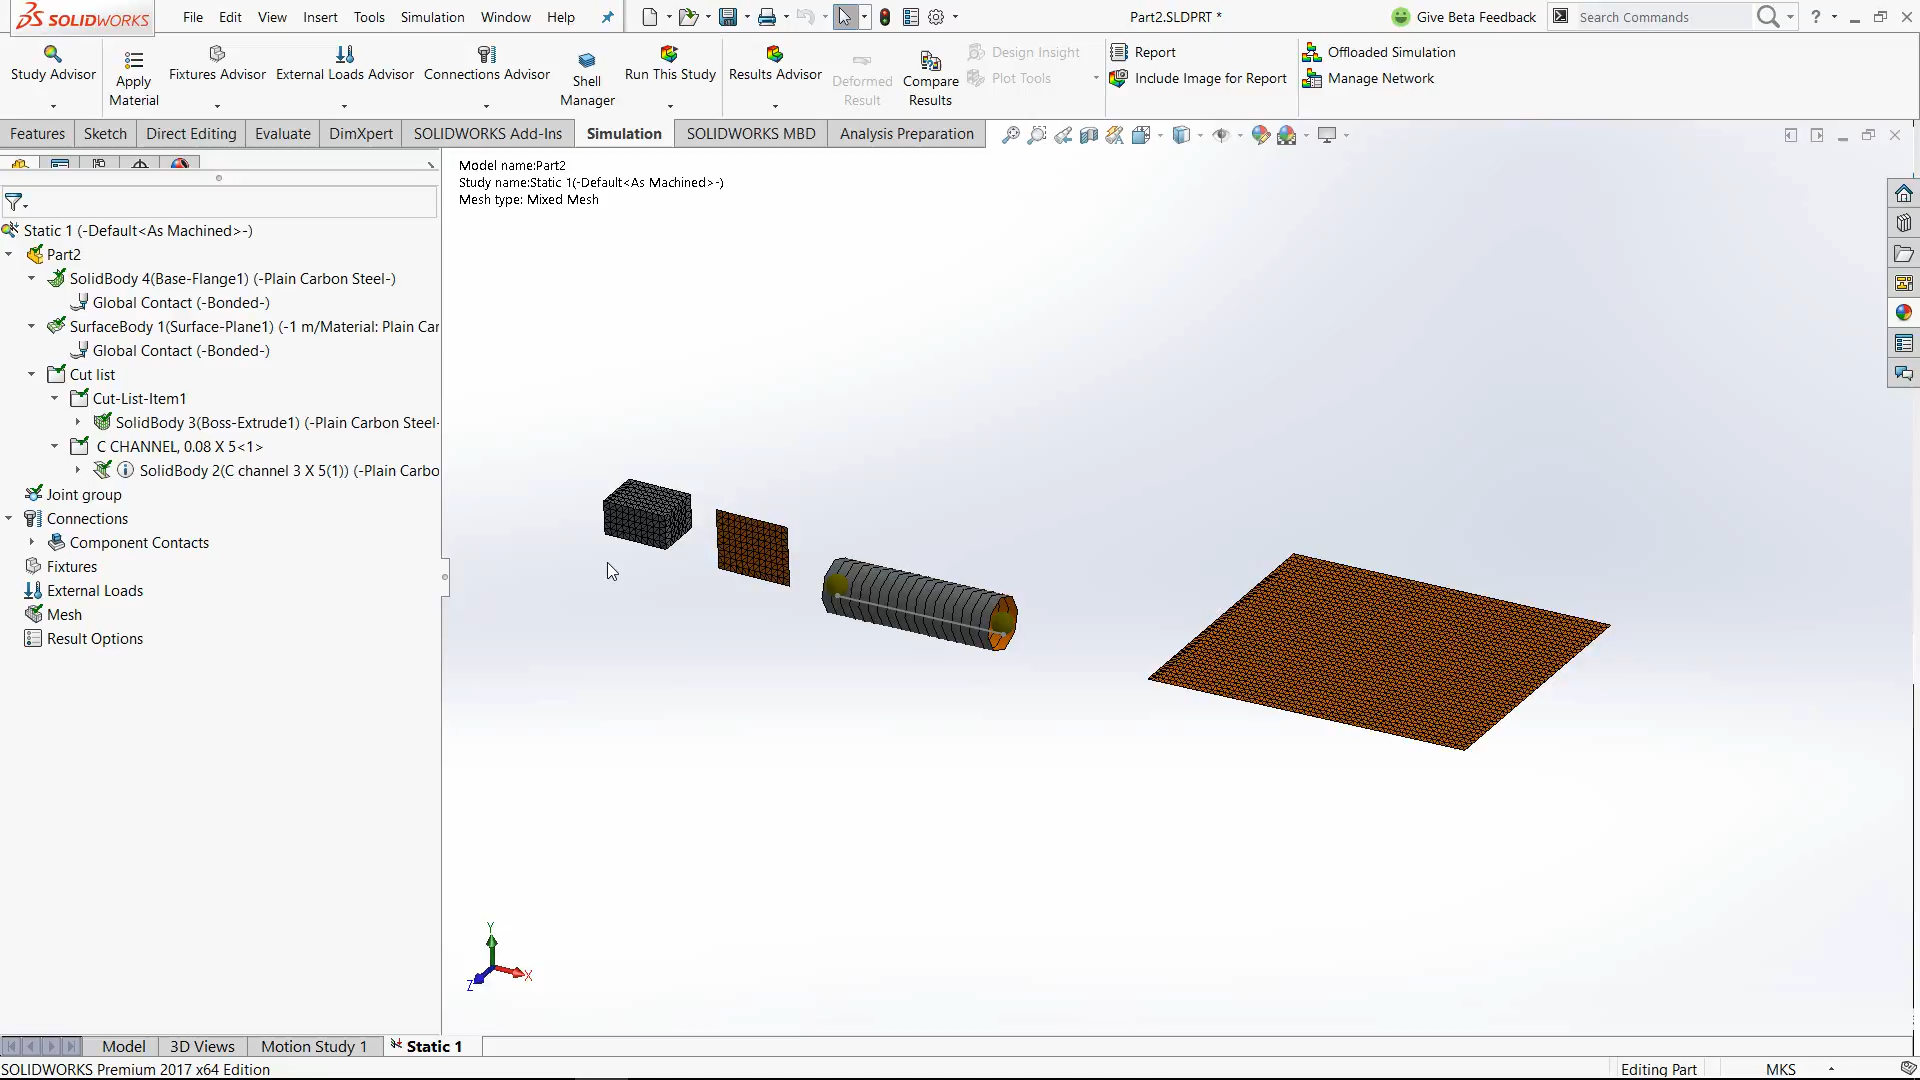 SOLIDWORKS
File Edit View Insert Tools Simulation Window Help
Part2.SLDPRT *
Give Beta Feedback
Search Commands
?
Study Advisor
Apply Material
Fixtures Advisor
External Loads Advisor
Connections Advisor
Shell Manager
Run This Study
Results Advisor
Deformed Result
Compare Results
Design Insight
Plot Tools
Report
Include Image for Report
Offloaded Simulation
Manage Network
Features Sketch Direct Editing Evaluate DimXpert SOLIDWORKS Add-Ins Simulation SOLIDWORKS MBD Analysis Preparation
Model name:Part2
Study name:Static 1(-Default<As Machined>-)
Mesh type: Mixed Mesh
Static 1 (-Default<As Machined>-)
Part2
SolidBody 4(Base-Flange1) (-Plain Carbon Steel-)
Global Contact (-Bonded-)
SurfaceBody 1(Surface-Plane1) (-1 m/Material: Plain Car
Global Contact (-Bonded-)
Cut list
Cut-List-Item1
SolidBody 3(Boss-Extrude1) (-Plain Carbon Steel-
C CHANNEL, 0.08 X 5<1>
SolidBody 2(C channel 3 X 5(1)) (-Plain Carbo
Joint group
Connections
Component Contacts
Fixtures
External Loads
Mesh
Result Options
Y
X
Z
Model 3D Views Motion Study 1 Static 1
SOLIDWORKS Premium 2017 x64 Edition
Editing Part
MKS